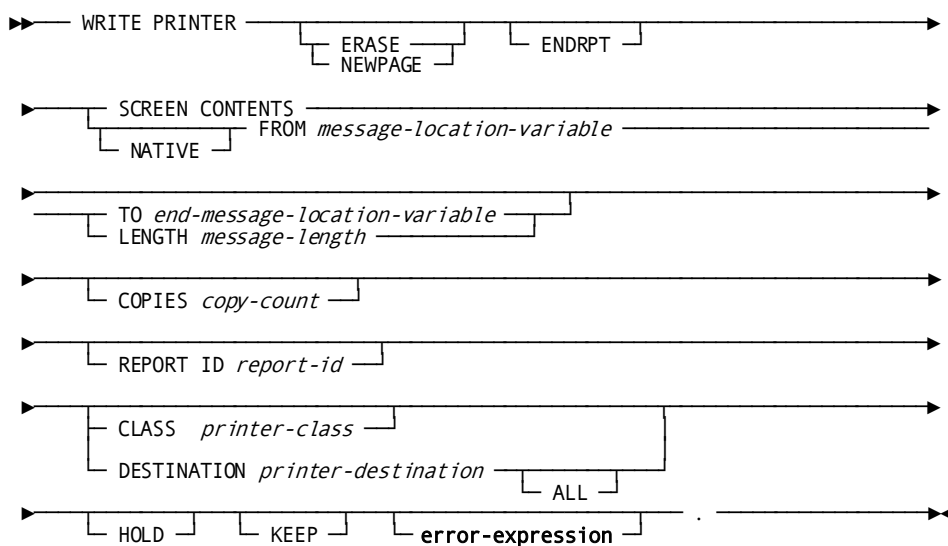 WRITE PRINTER
ERASE
ENDRPT
NEWPAGE
SCREEN CONTENTS
FROM message-location-variable
NATIVE
TO end-message-location-variable
LENGTH message-length
COPIES copy-count
REPORT ID report-id
CLASS printer-class
DESTINATION printer-destination
ALL
HOLD KEEP error-expression .